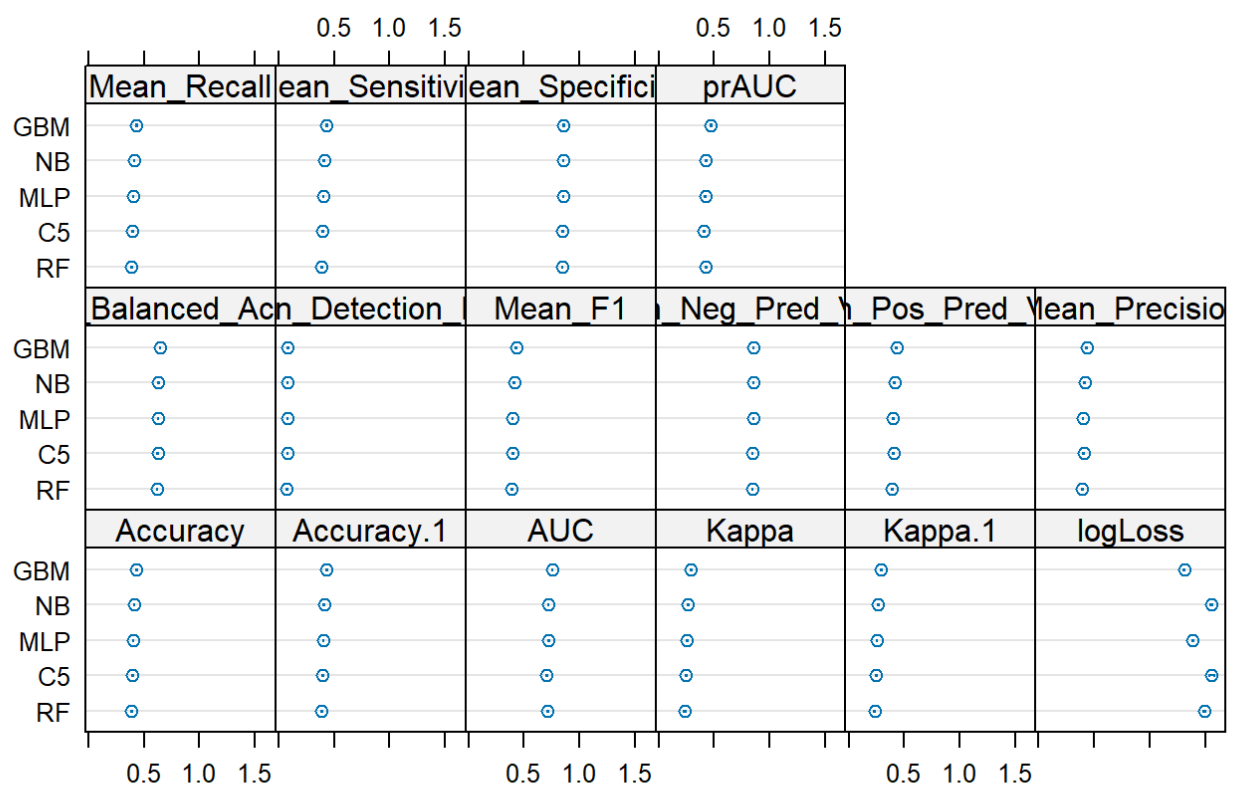 0.5 1.0 1.5 0.5 1.0 1.5
Mean_Recall ean_Sensitivi ean_Specifici prAUC
GBM
NB
MLP
C5
RF
_Balanced_Ac n_Detection_ Mean_F1 n_Neg_Pred_V n_Pos_Pred_V Mean_Precisio
GBM
NB
MLP
C5
RF
Accuracy Accuracy.1 AUC Kappa Kappa.1 logLoss
GBM
NB
MLP
C5
RF
0.5 1.0 1.5 0.5 1.0 1.5 0.5 1.0 1.5